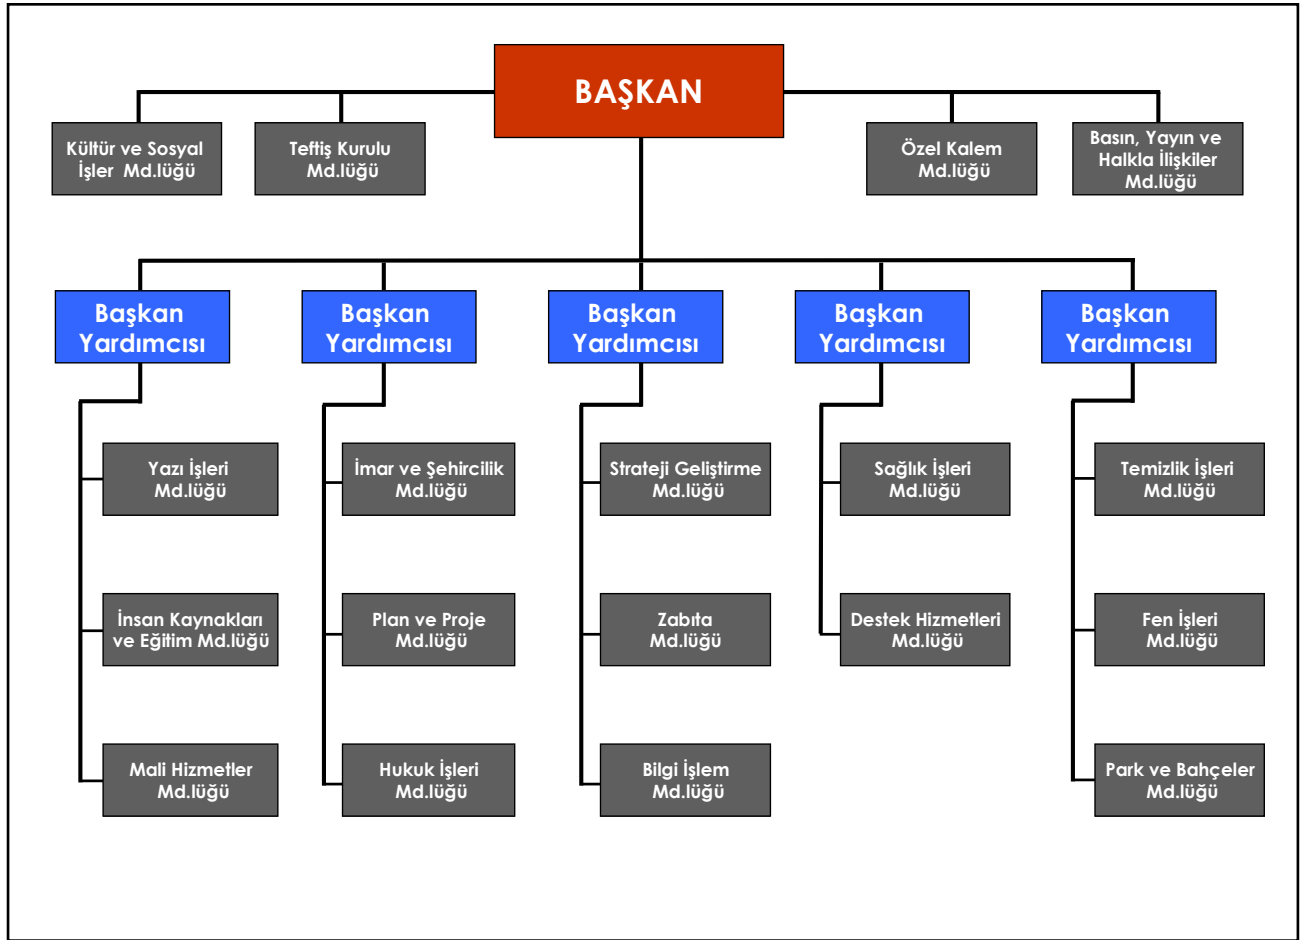 BAŞKAN
Kültür ve Sosyal
İşler Md.lüğü
Teftiş Kurulu
Md.lüğü
Özel Kalem
Md.lüğü
Basın, Yayın ve
Halkla İlişkiler
Md.lüğü
Başkan
Yardımcısı
Başkan
Yardımcısı
Başkan
Yardımcısı
Başkan
Yardımcısı
Başkan
Yardımcısı
Yazı İşleri
Md.lüğü
İmar ve Şehircilik
Md.lüğü
Strateji Geliştirme
Md.lüğü
Sağlık İşleri
Md.lüğü
Temizlik İşleri
Md.lüğü
İnsan Kaynakları
ve Eğitim Md.lüğü
Plan ve Proje
Md.lüğü
Zabıta
Md.lüğü
Destek Hizmetleri
Md.lüğü
Fen İşleri
Md.lüğü
Mali Hizmetler
Md.lüğü
Hukuk İşleri
Md.lüğü
Bilgi İşlem
Md.lüğü
Park ve Bahçeler
Md.lüğü